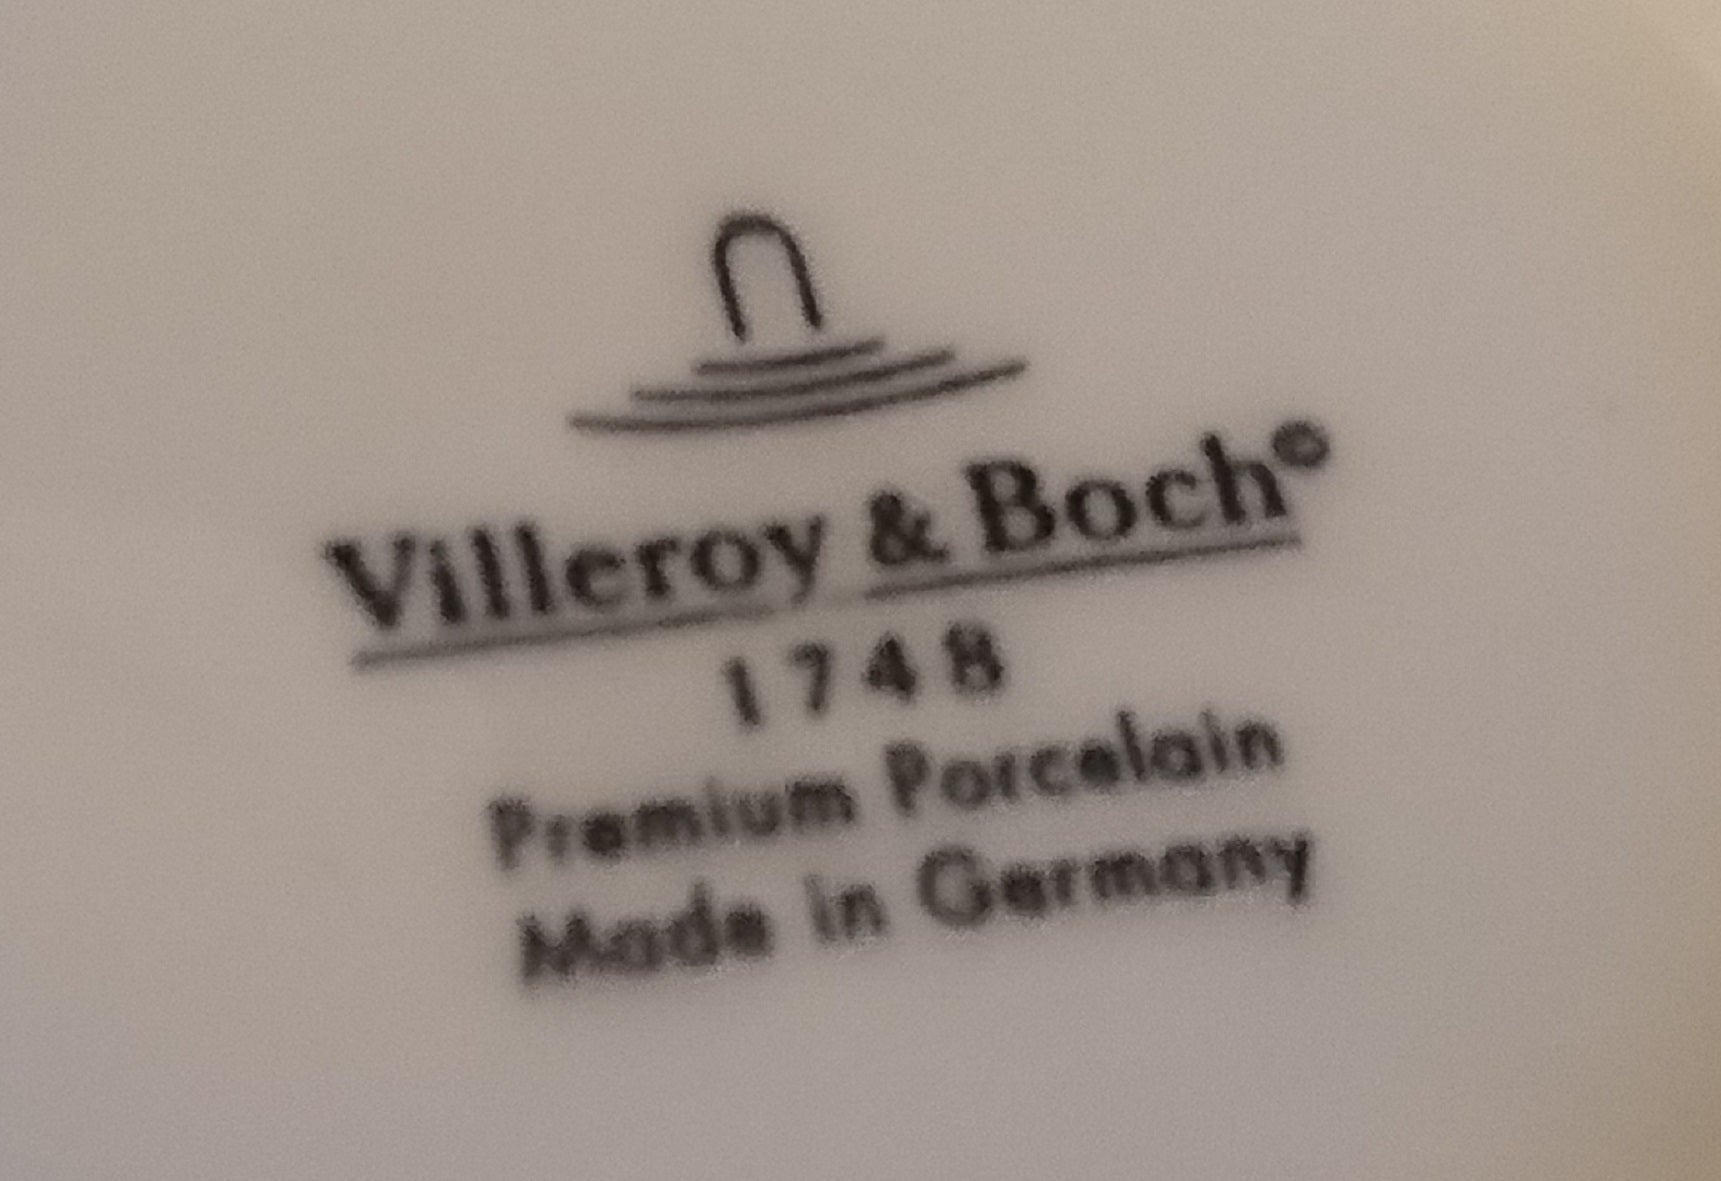 Villeroy & Boch©
1748
Premium Porcelain
Made in Germany